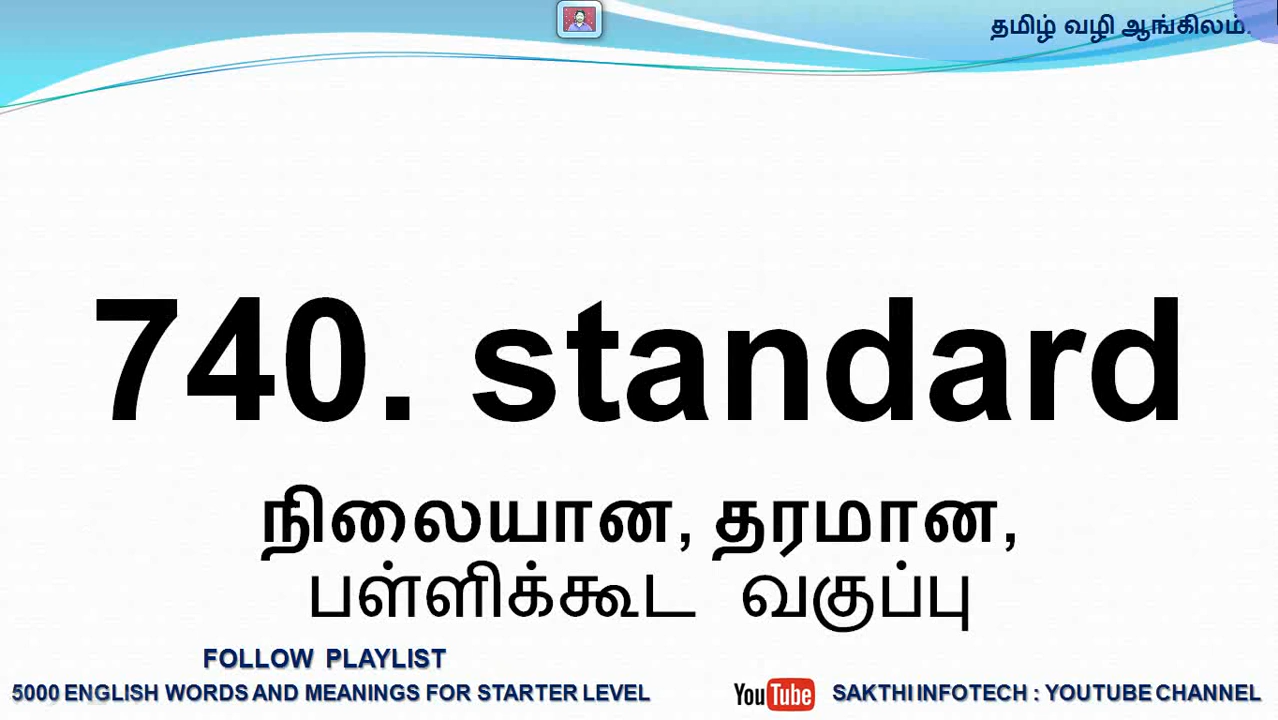 தமிழ் வழி ஆங்கிலம்.
740. standard
நிலையான, தரமான,
பள்ளிக்கூட வகுப்பு
FOLLOW PLAYLIST
5000 ENGLISH WORDS AND MEANINGS FOR STARTER LEVEL
YouTube SAKTHI INFOTECH : YOUTUBE CHANNEL